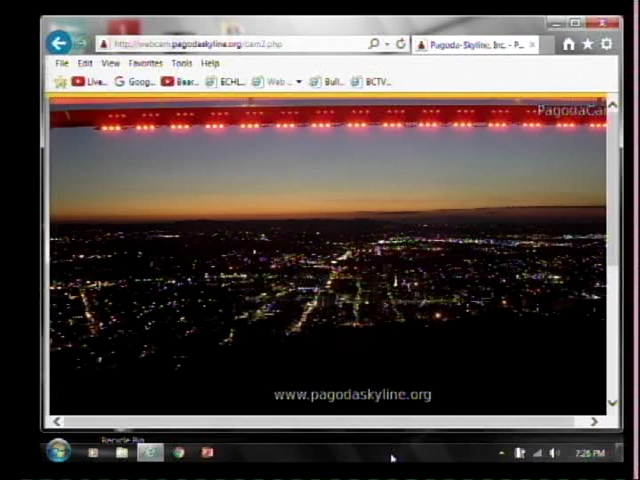 http://webcam.pagodaskyline.org/cam2.php
Pagoda-Skyline, Inc. - P...
File Edit View Favorites Tools Help
Live... Goog... Bear... ECHL... Web ... Bull... BCTV...
PagodaCam
www.pagodaskyline.org
Recycle Bin
7:26 PM